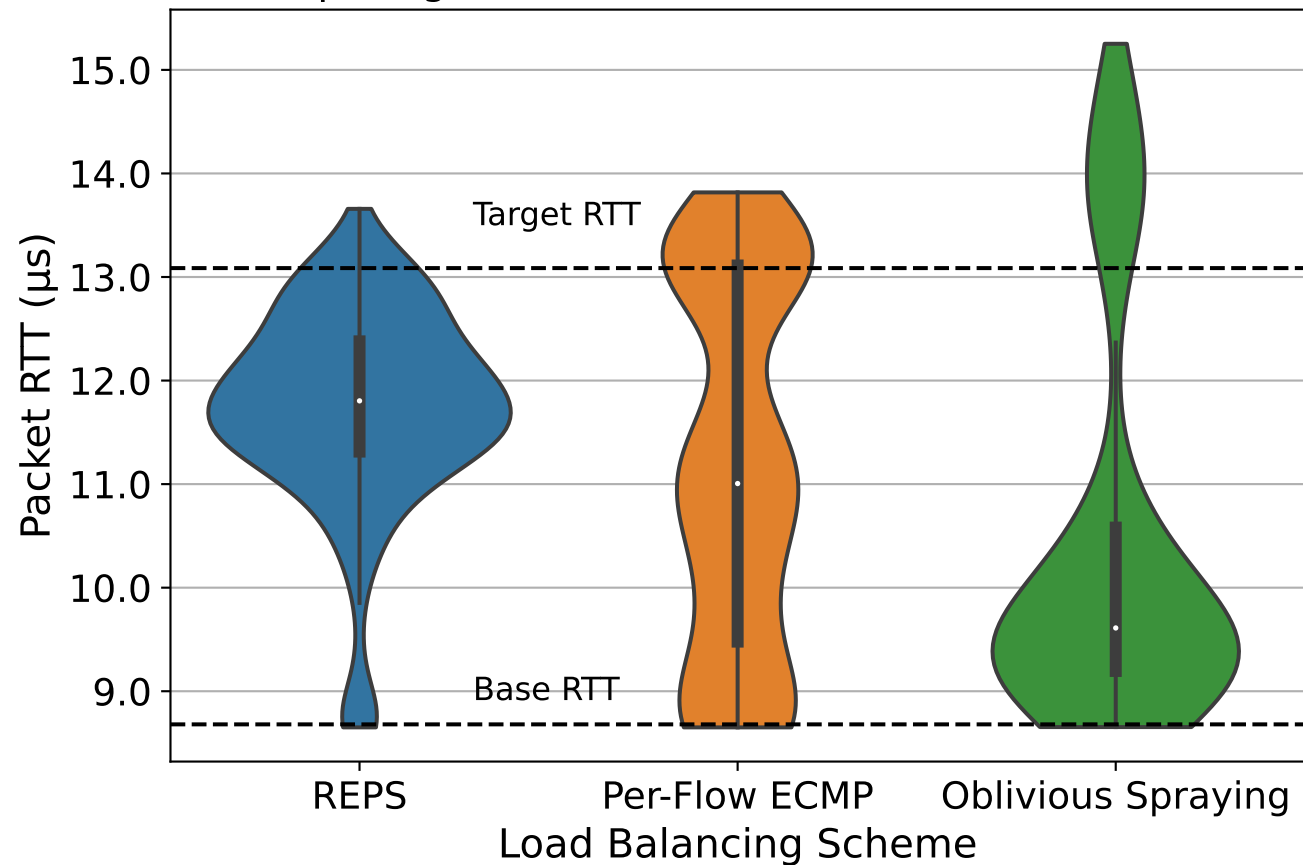 15.0
14.0
Target RTT
13.0
12.0
11.0
10.0
Base RTT
9.0
Packet RTT (μs)
REPS Per-Flow ECMP Oblivious Spraying
Load Balancing Scheme